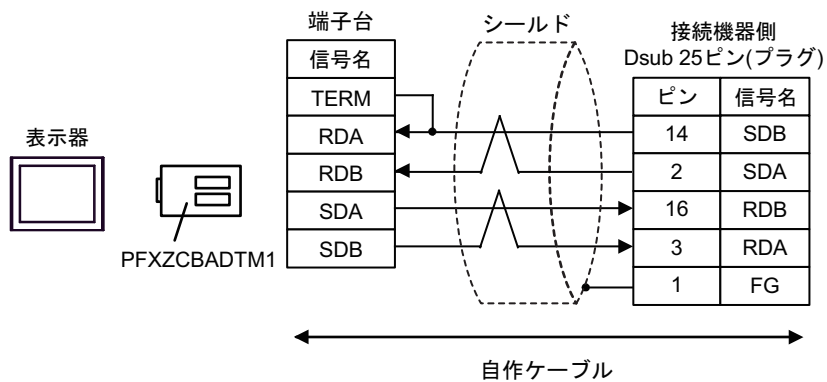 端子台
シールド
接続機器側
Dsub 25ピン(プラグ)
信号名
ピン 信号名
TERM
RDA 14 SDB
RDB 2 SDA
SDA 16 RDB
SDB 3 RDA
1 FG
表示器
PFXZCBADTM1
自作ケーブル